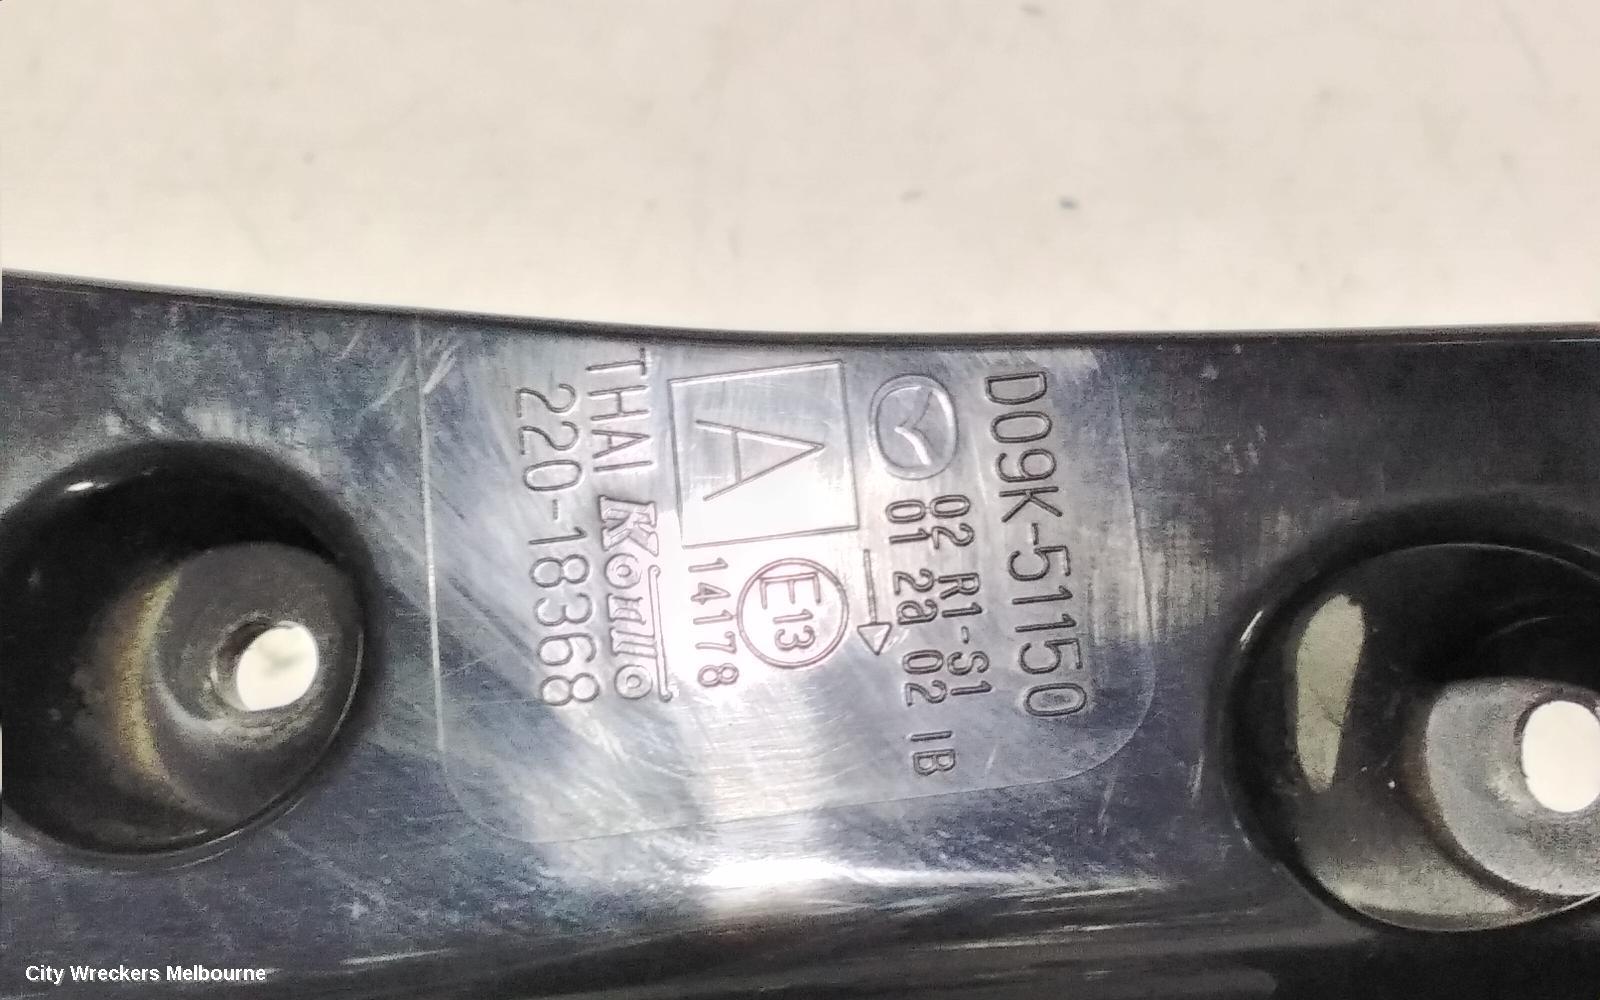 D09K-51150
02 R1-S1
01 2a 02 IB
A
E13
14178
THAI Koito
220-18368
City Wreckers Melbourne